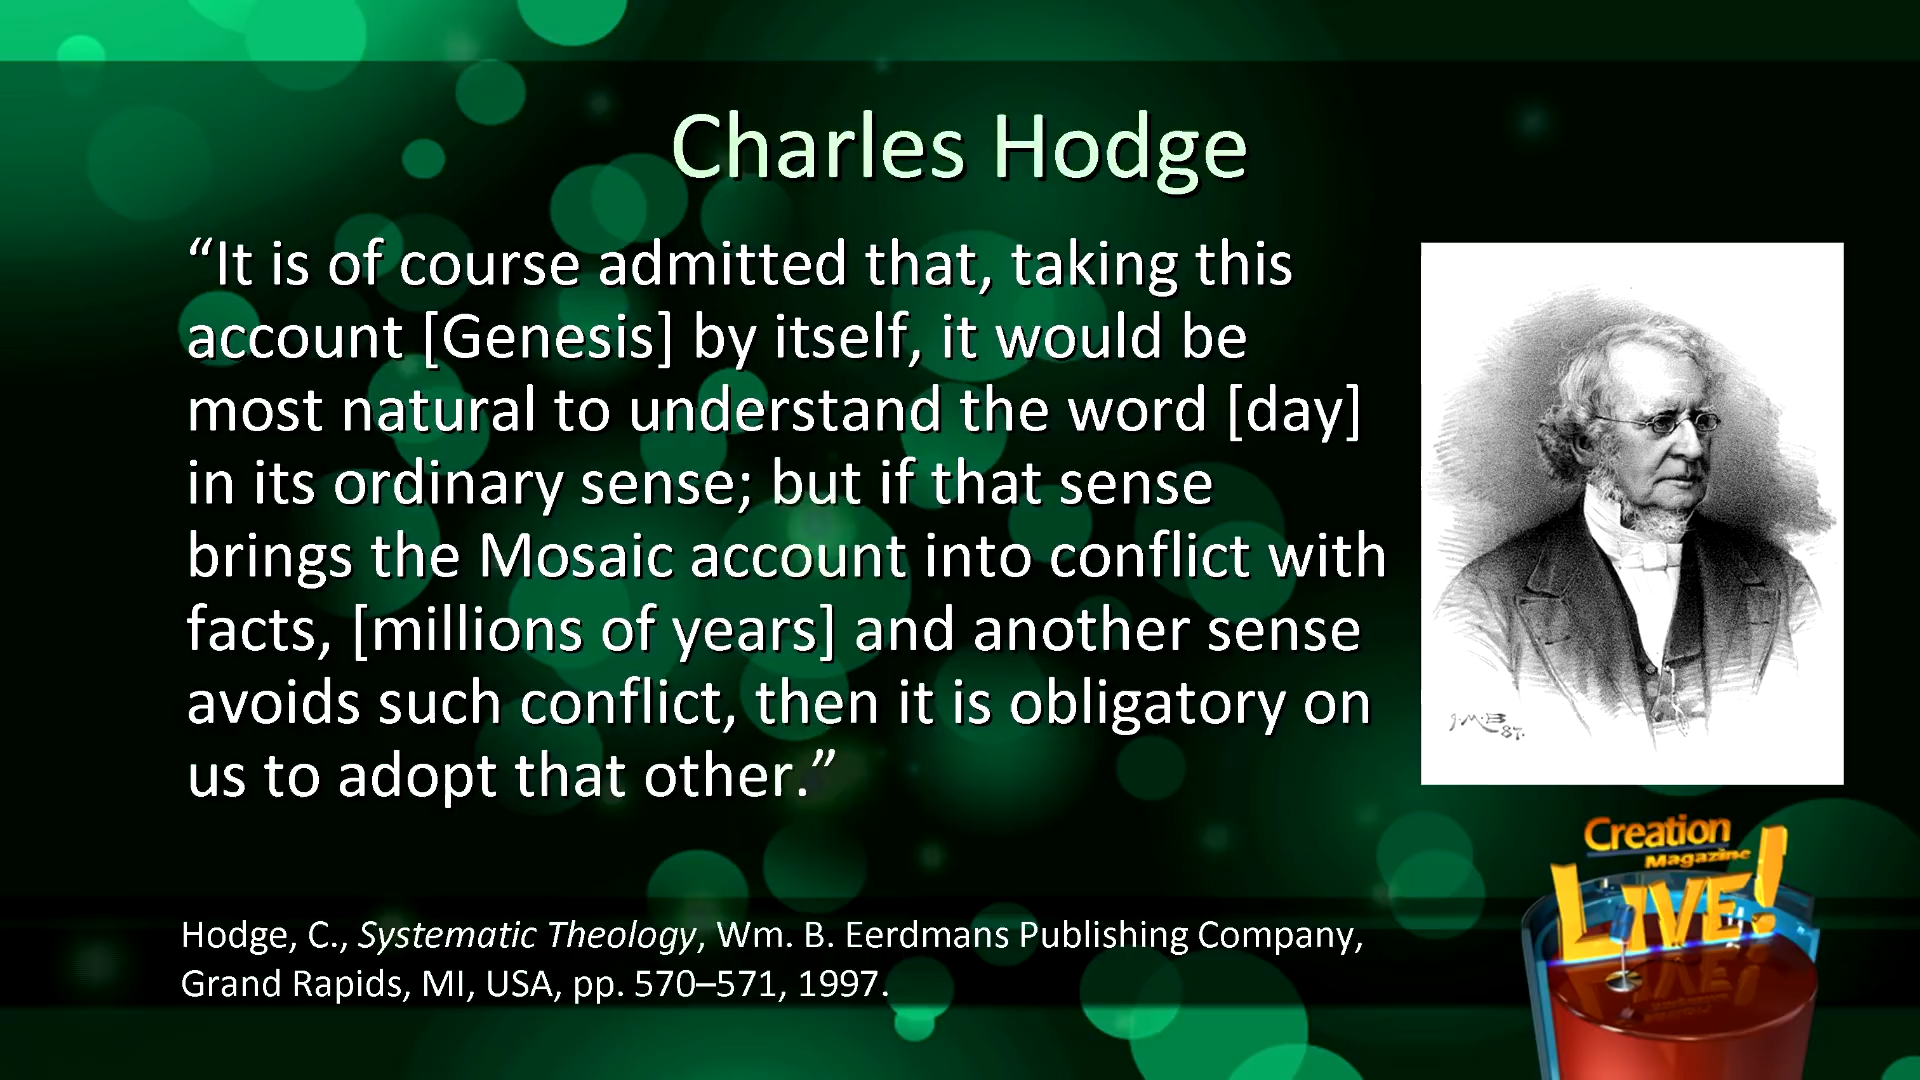 Charles Hodge
“It is of course admitted that, taking this
account [Genesis] by itself, it would be
most natural to understand the word [day]
in its ordinary sense; but if that sense
brings the Mosaic account into conflict with
facts, [millions of years] and another sense
avoids such conflict, then it is obligatory on
us to adopt that other.”
J.M.B
87.
Creation
Magazine
LIVE!
Hodge, C., Systematic Theology, Wm. B. Eerdmans Publishing Company,
Grand Rapids, MI, USA, pp. 570–571, 1997.